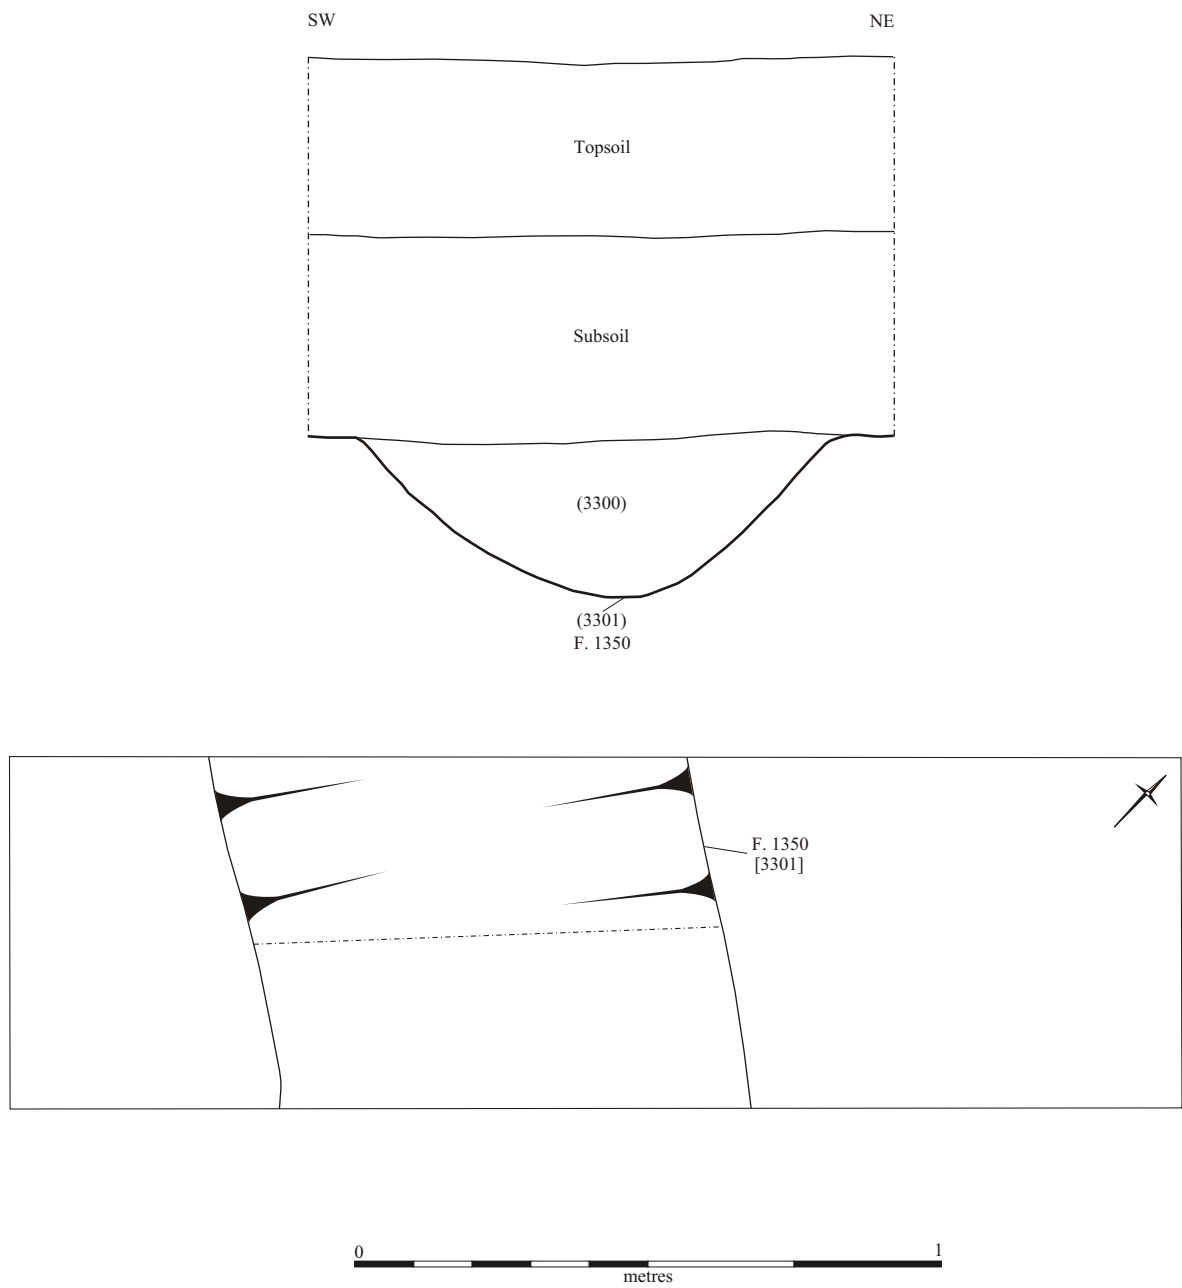 SW NE
Topsoil
Subsoil
(3300)
(3301)
F. 1350
F. 1350
[3301]
0 1
metres